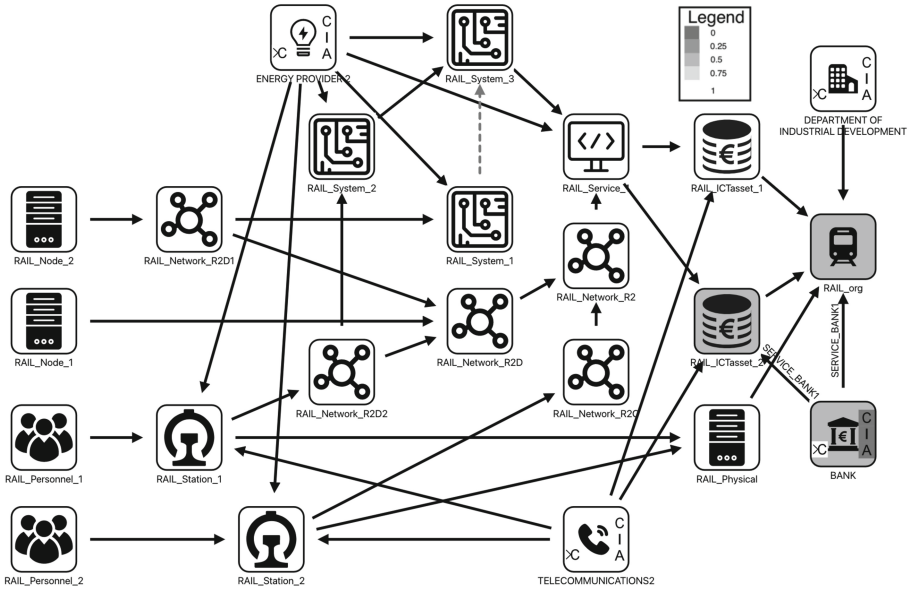 C
I
A
>C
ENERGY PROVIDER 2
RAIL_System_3
Legend
0
0.25
0.5
0.75
1
C
I
A
>C
DEPARTMENT OF
INDUSTRIAL DEVELOPMENT
RAIL_System_2
</>
RAIL_Service_
€
RAIL_ICTasset_1
RAIL_Node_2
RAIL_Network_R2D1
RAIL_System_1
RAIL_Network_R2
RAIL_org
RAIL_Node_1
RAIL_Network_R2D
€
RAIL_ICTasset_2
SERVICE_BANK1
SERVICE_BANK1
RAIL_Network_R2D2
RAIL_Network_R2C
RAIL_Personnel_1
RAIL_Station_1
RAIL_Physical
€
C
I
A
>C
BANK
RAIL_Personnel_2
RAIL_Station_2
C
I
A
>C
TELECOMMUNICATIONS2